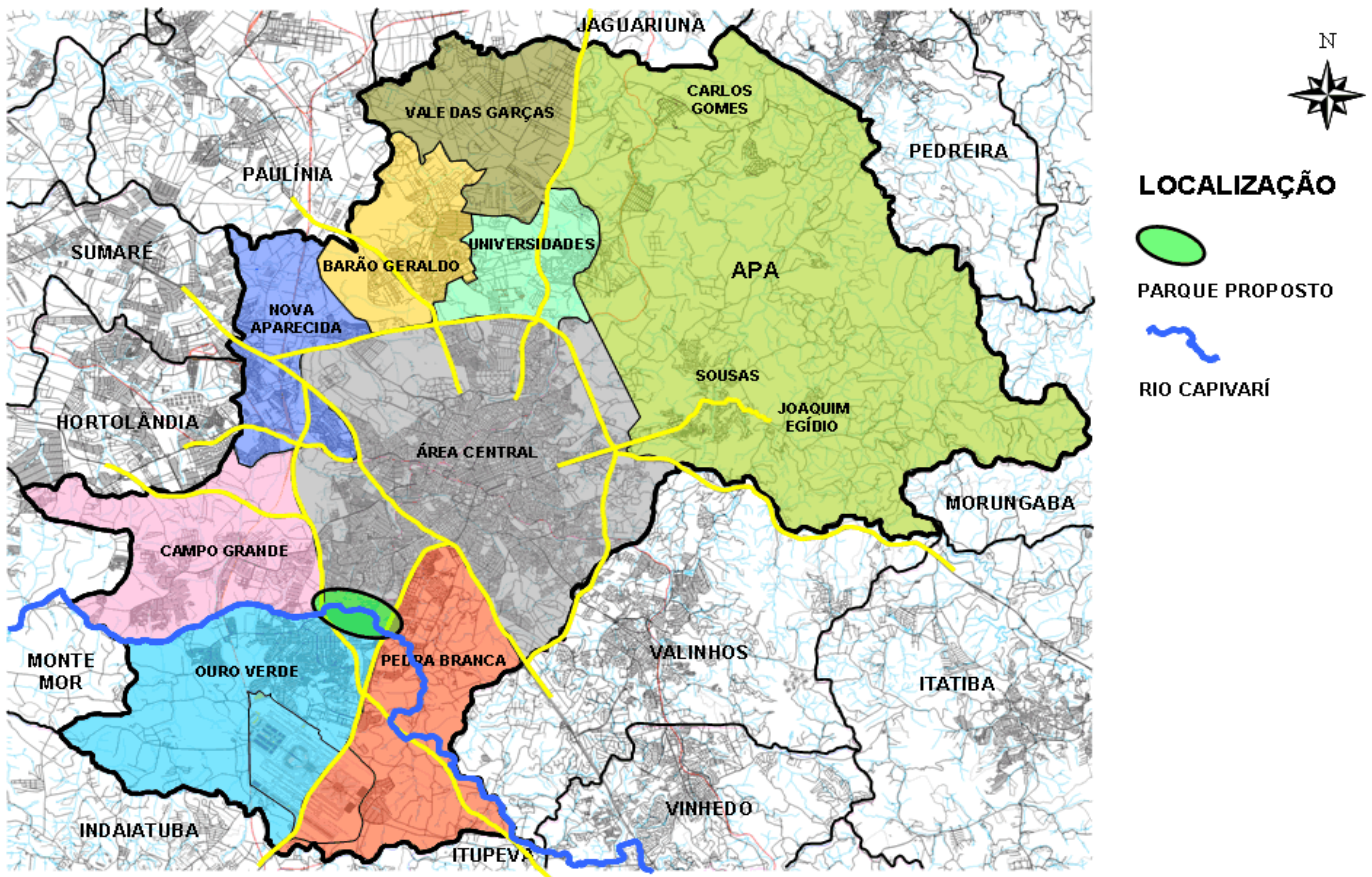 JAGUARIUNA
N
CARLOS
GOMES
VALE DAS GARÇAS
PEDREIRA
PAULÍNIA
LOCALIZAÇÃO
SUMARÉ
UNIVERSIDADES
BARÃO GERALDO
APA
PARQUE PROPOSTO
NOVA
APARECIDA
SOUSAS
RIO CAPIVARÍ
JOAQUIM
EGÍDIO
HORTOLÂNDIA
ÁREA CENTRAL
MORUNGABA
CAMPO GRANDE
VALINHOS
MONTE
MOR
OURO VERDE
PEDRA BRANCA
ITATIBA
VINHEDO
INDAIATUBA
ITUPEVA